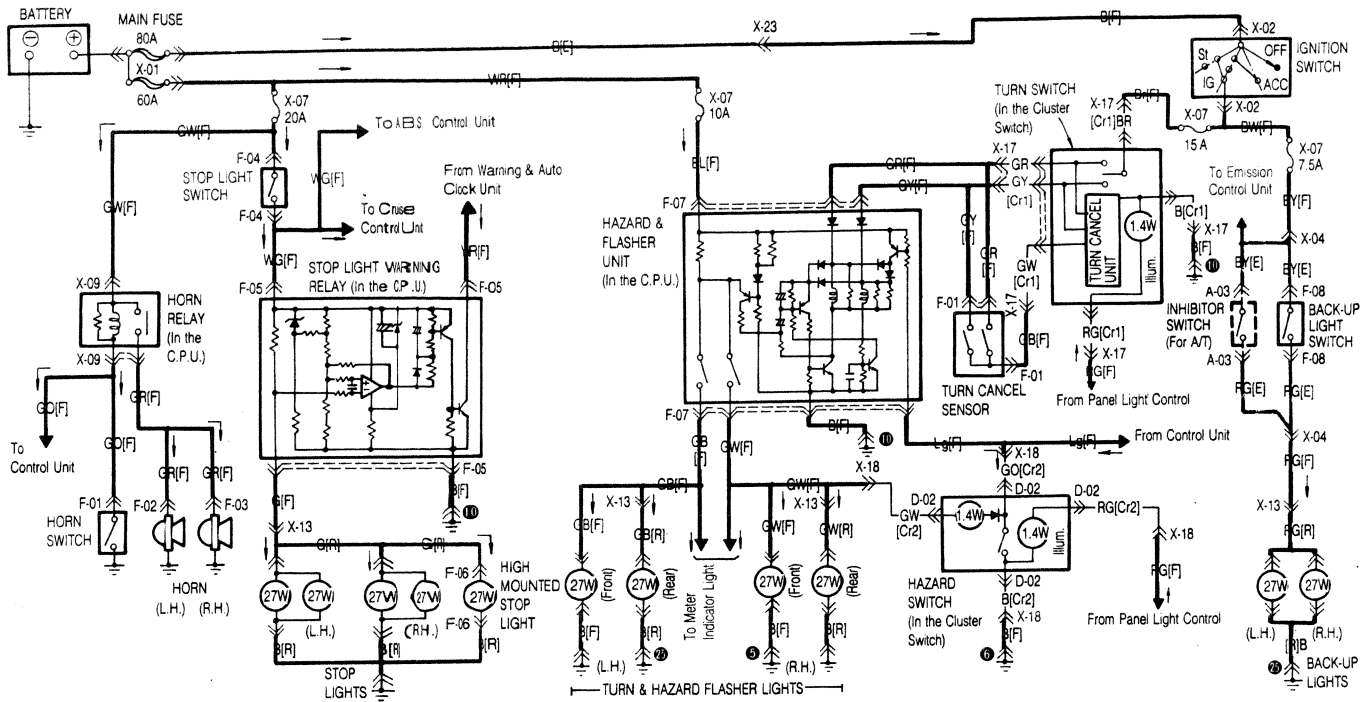 BATTERY
MAIN FUSE
80A
X-01
60A
B[E]
X-23
B[F]
X-02
IGNITION
SWITCH
St
OFF
IG
ACC
X-02
WR[F]
X-07
20A
X-07
10A
TURN SWITCH
(In the Cluster
Switch)
X-17
[Cr1]BR
Br[F]
X-07
15A
BW[F]
X-07
7.5A
GW[F]
To A.B.S. Control Unit
F-04
STOP LIGHT
SWITCH
WG[F]
F-04
From Warning & Auto
Clock Unit
To Cruise
Control Unit
BL[F]
GR[F]
GY[F]
X-17
GR
GY
[Cr1]
To Emission
Control Unit
BY[F]
GW[F]
WG[F]
WR[F]
F-07
HAZARD &
FLASHER
UNIT
(In the C.P.U.)
GY
[F]
GR
[F]
GW
[Cr1]
X-17
TURN CANCEL
UNIT
1.4W
Illum.
B[Cr1]
X-17
B[F]
10
X-04
BY[E]
BY[E]
X-09
HORN
RELAY
(In the
C.P.U.)
STOP LIGHT WARNING
RELAY (In the C.P.U.)
F-05
F-05
F-01
GB[F]
F-01
TURN CANCEL
SENSOR
RG[Cr1]
X-17
RG[F]
From Panel Light Control
A-03
INHIBITOR
SWITCH
(For A/T)
A-03
F-08
BACK-UP
LIGHT
SWITCH
F-08
X-09
GO[F]
GR[F]
RG[E]
RG[E]
To
Control Unit
GO[F]
GR[F]
GR[F]
F-05
B[F]
10
F-07
GB
[F]
GW[F]
B[F]
10
Lg[F]
Lg[F]
From Control Unit
X-04
RG[F]
F-01
HORN
SWITCH
F-02
F-03
HORN
(L.H.)
(R.H.)
G[F]
X-13
G[R]
G[R]
GB[F]
X-13
GB[F]
GB[R]
GW[F]
X-13
GW[F]
GW[R]
X-18
GW
[Cr2]
D-02
X-18
GO[Cr2]
D-02
1.4W
1.4W
Illum.
D-02
RG[Cr2]
X-18
RG[F]
X-13
RG[R]
27W
27W
(L.H.)
27W
27W
(R.H.)
F-06
27W
F-06
HIGH
MOUNTED
STOP
LIGHT
27W
(Front)
27W
(Rear)
To Meter
Indicator Light
27W
(Front)
27W
(Rear)
HAZARD
SWITCH
(In the Cluster
Switch)
D-02
B[Cr2]
X-18
B[F]
6
From Panel Light Control
27W
27W
(L.H.)
(R.H.)
B[R]
B[R]
B[R]
STOP
LIGHTS
B[F]
(L.H.)
B[R]
25
5
B[F]
(R.H.)
B[R]
TURN & HAZARD FLASHER LIGHTS
[R]B
25
BACK-UP
LIGHTS